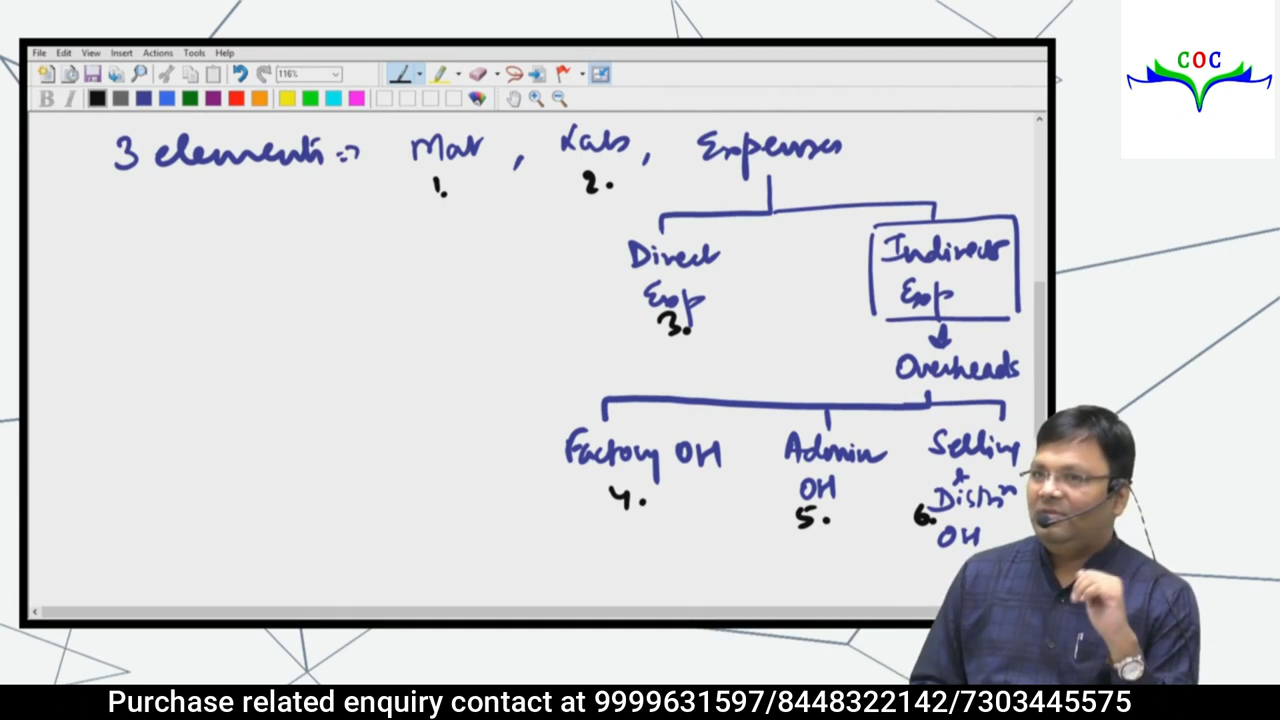 COC
File Edit View Insert Actions Tools Help
116%
B I
3 elements => Mat, Lab, Expenses
1. 2.
Direct Exp 3.
Indirect Exp
Overheads
Factory OH 4.
Admin OH 5.
Selling & Distbn OH 6.
Purchase related enquiry contact at 9999631597/8448322142/7303445575